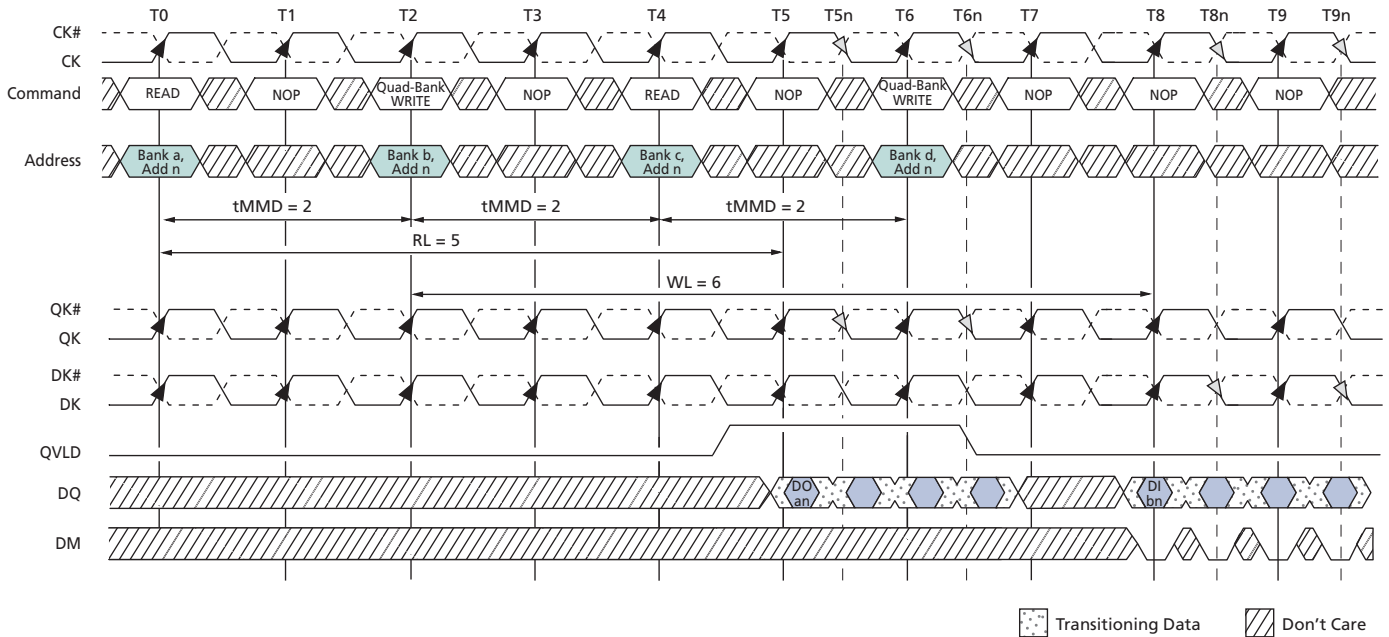 T0 T1 T2 T3 T4 T5 T5n T6 T6n T7 T8 T8n T9 T9n
CK#
CK
Command READ NOP Quad-Bank WRITE NOP READ NOP Quad-Bank WRITE NOP NOP NOP
Address Bank a, Add n Bank b, Add n Bank c, Add n Bank d, Add n
tMMD = 2 tMMD = 2 tMMD = 2
RL = 5
WL = 6
QK#
QK
DK#
DK
QVLD
DQ DO an DI bn
DM
Transitioning Data Don't Care